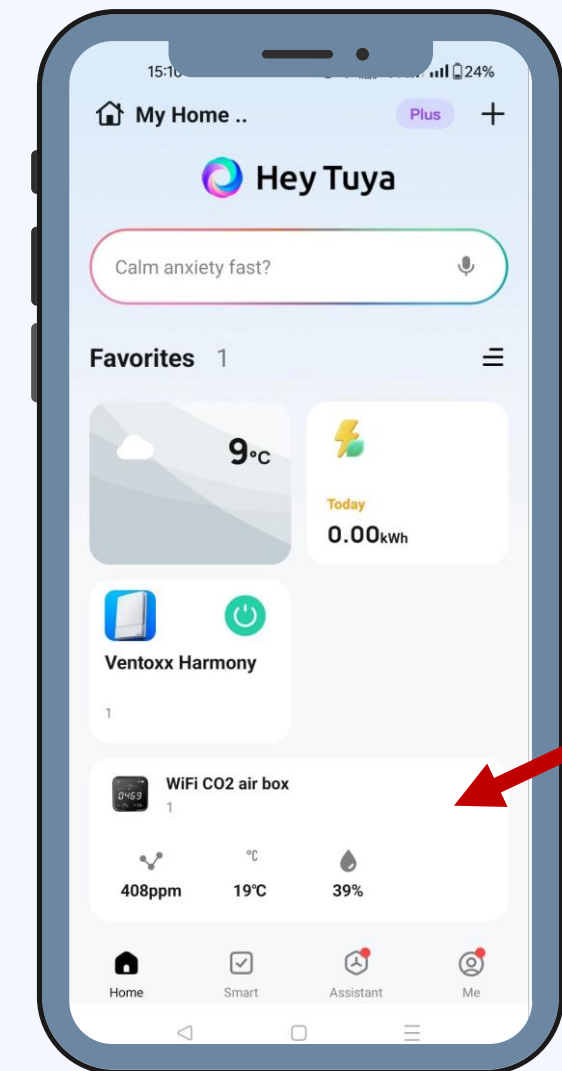 24%
My Home ..
Plus
Hey Tuya
Calm anxiety fast?
Favorites 1
9°C
Today
0.00kWh
Ventoxx Harmony
1
WiFi CO2 air box
1
°C
408ppm 19°C 39%
Home Smart Assistant Me